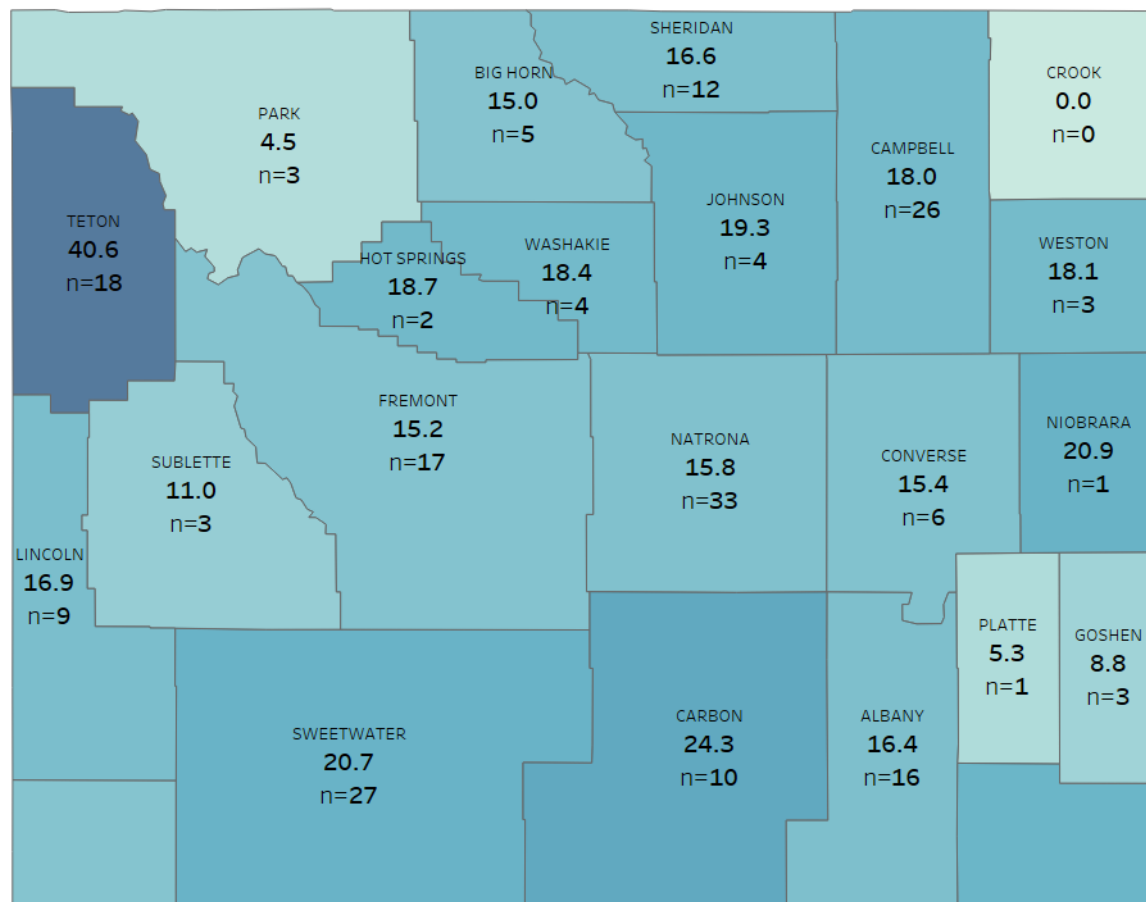 SHERIDAN
16.6
n=12
BIG HORN
15.0
n=5
CROOK
0.0
n=0
PARK
4.5
n=3
CAMPBELL
18.0
n=26
TETON
40.6
n=18
JOHNSON
19.3
n=4
WASHAKIE
18.4
n=4
WESTON
18.1
n=3
HOT SPRINGS
18.7
n=2
FREMONT
15.2
n=17
NATRONA
15.8
n=33
CONVERSE
15.4
n=6
NIOBRARA
20.9
n=1
SUBLETTE
11.0
n=3
LINCOLN
16.9
n=9
PLATTE
5.3
n=1
GOSHEN
8.8
n=3
SWEETWATER
20.7
n=27
CARBON
24.3
n=10
ALBANY
16.4
n=16